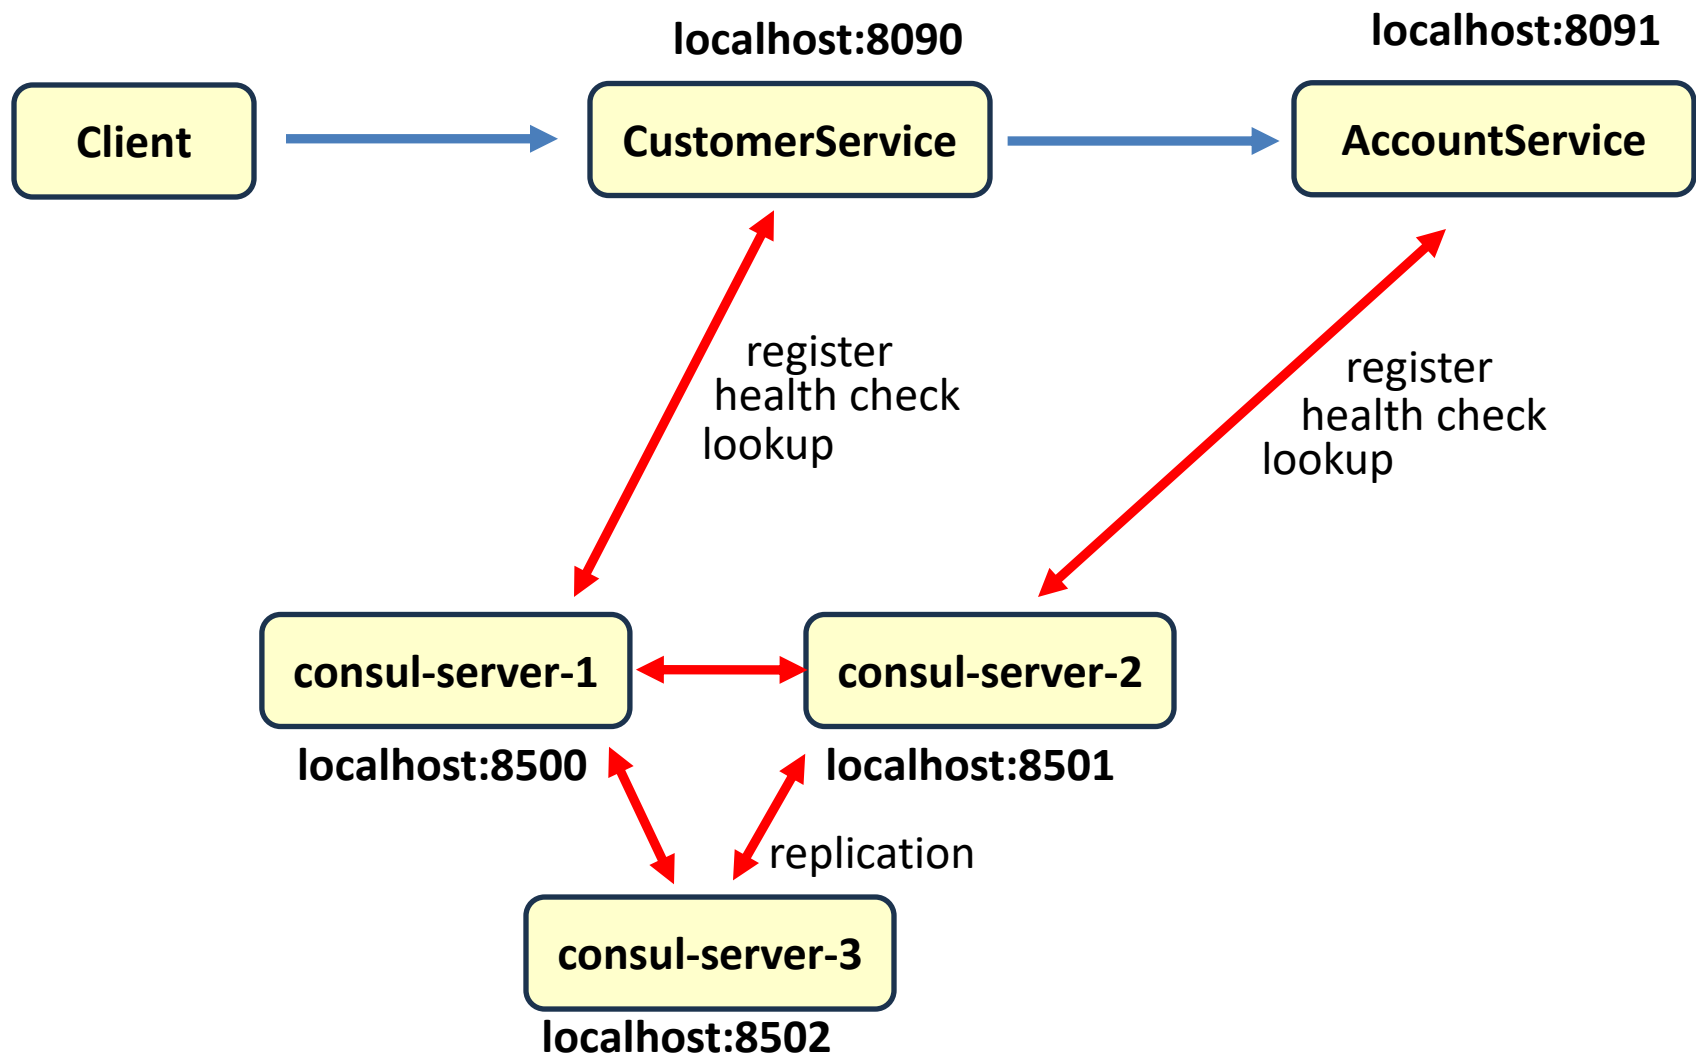 localhost:8090
localhost:8091
Client
CustomerService
AccountService
register
health check
lookup
register
health check
lookup
consul-server-1
consul-server-2
localhost:8500
localhost:8501
replication
consul-server-3
localhost:8502